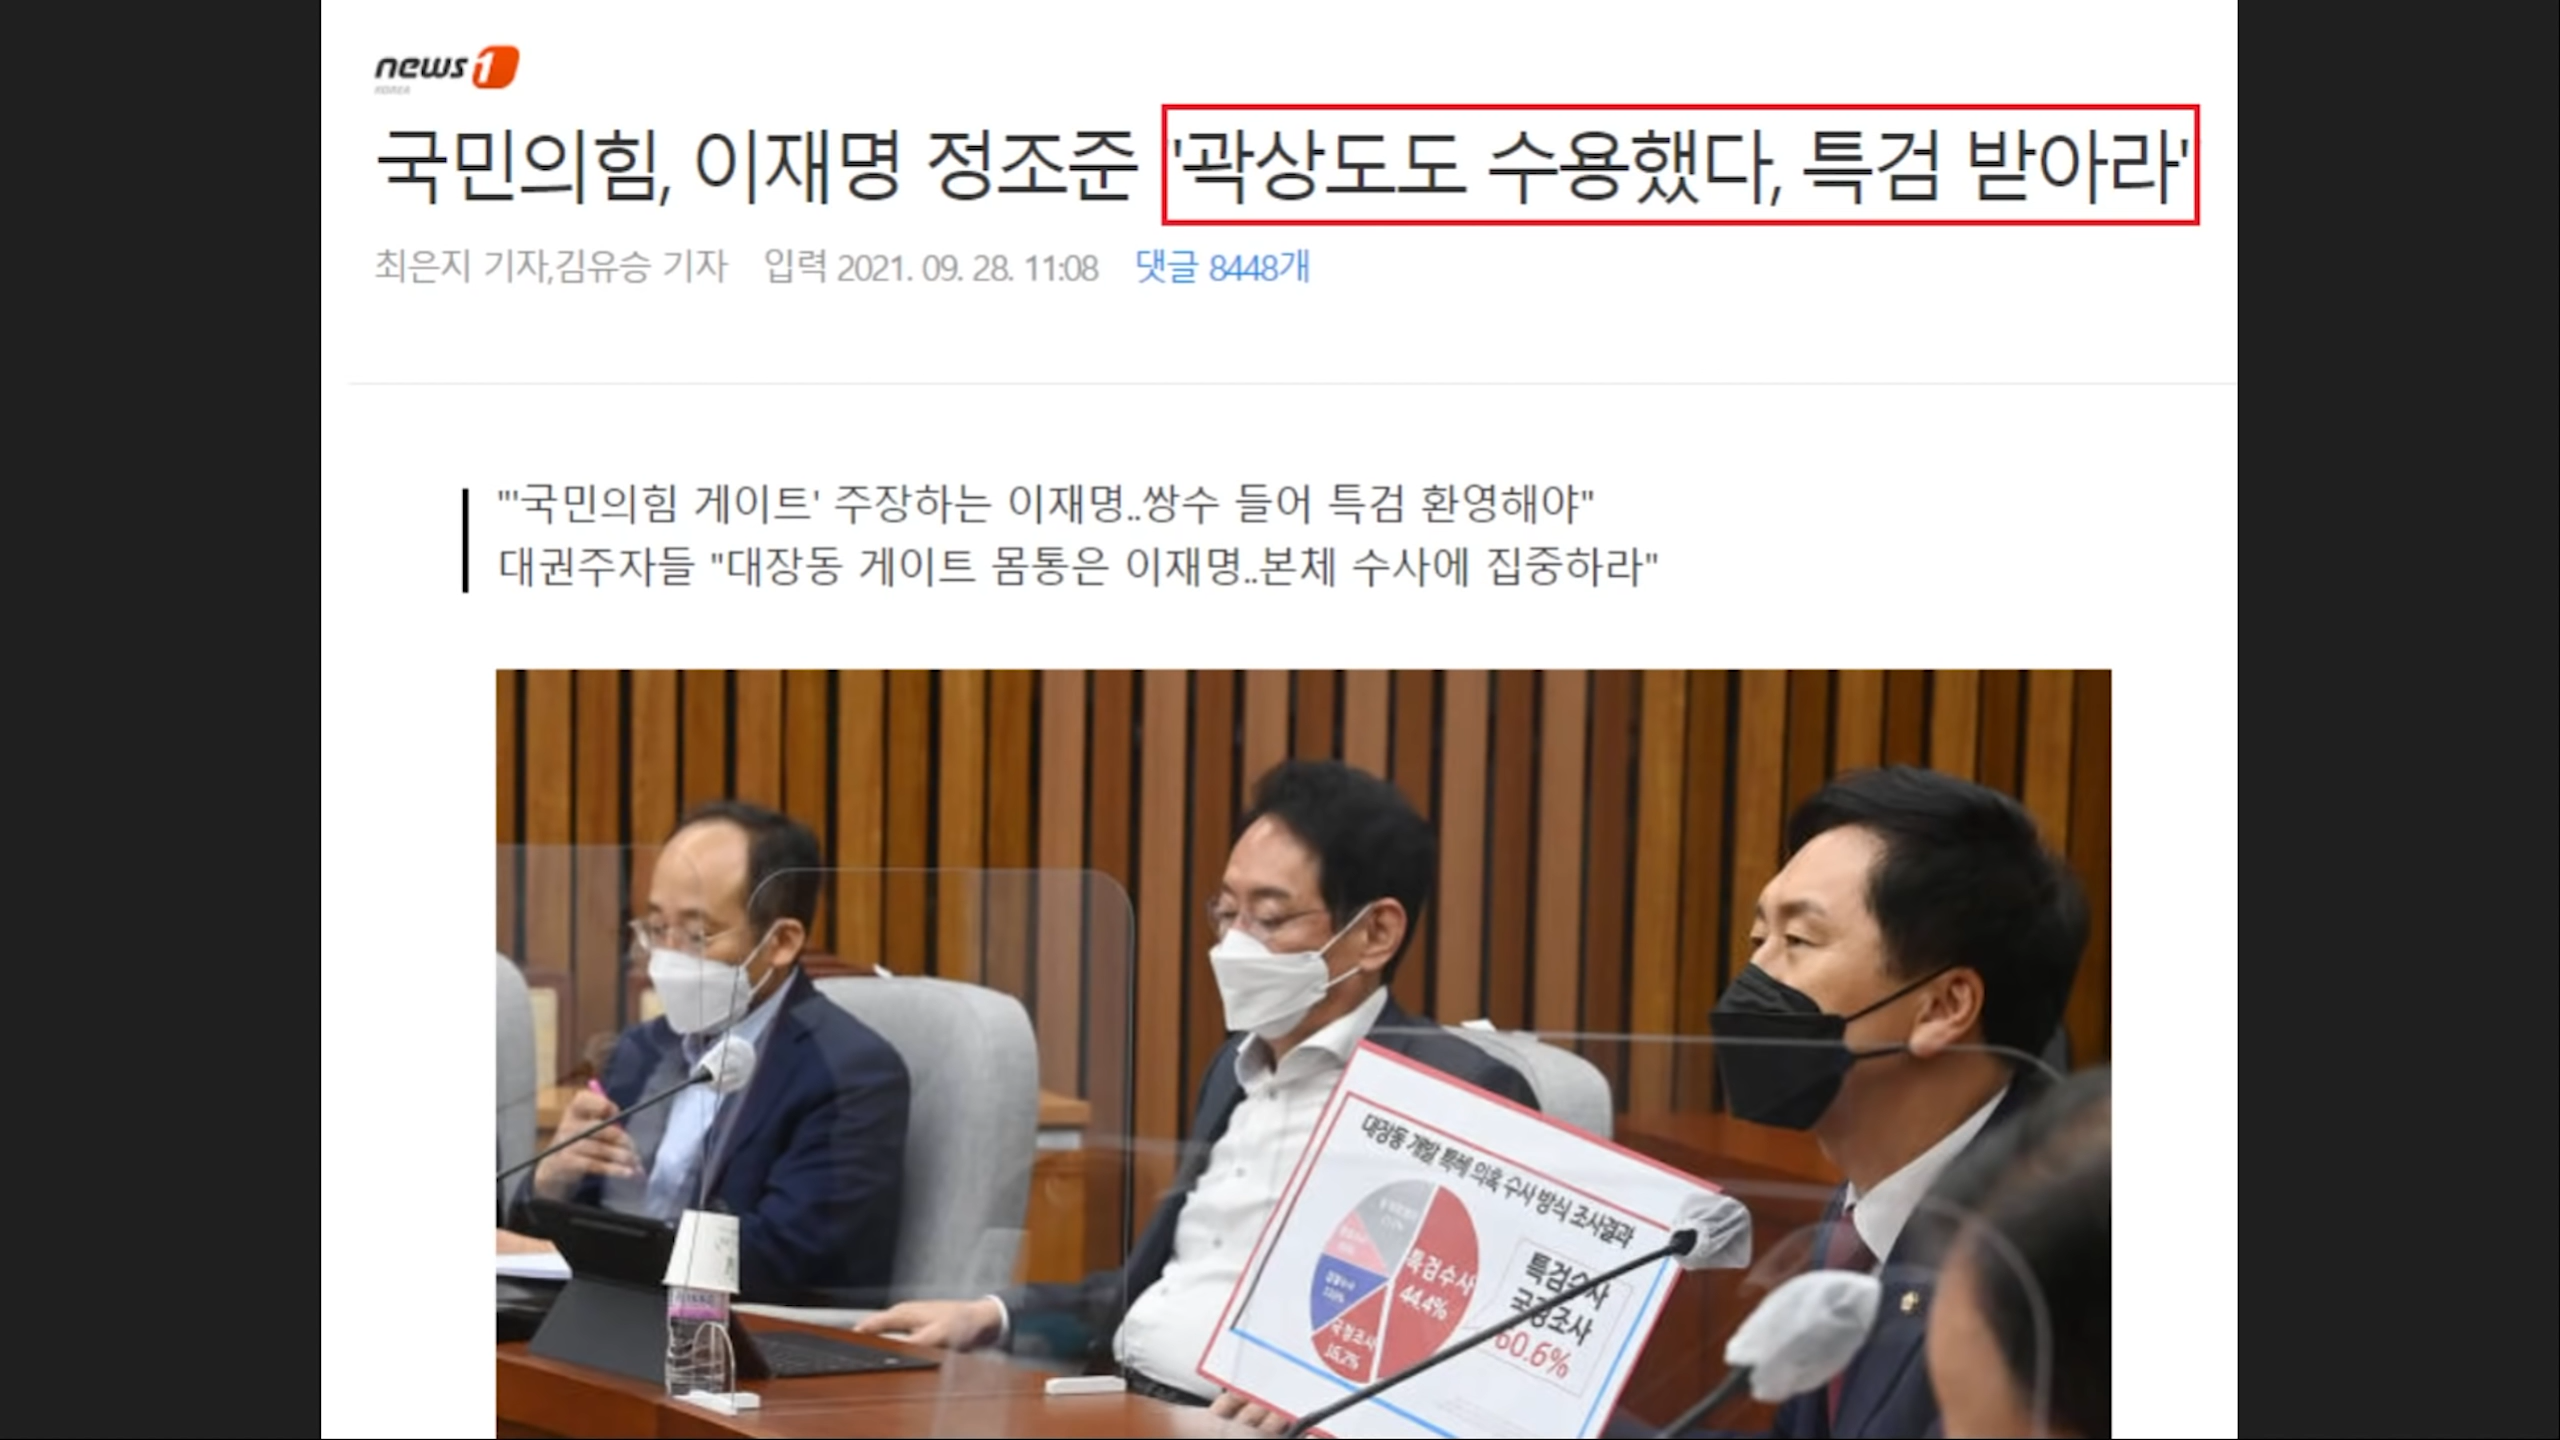 news1
KOREA
국민의힘, 이재명 정조준 '곽상도도 수용했다, 특검 받아라'
최은지 기자,김유승 기자 입력 2021. 09. 28. 11:08 댓글 8448개
"'국민의힘 게이트' 주장하는 이재명..쌍수 들어 특검 환영해야"
대권주자들 "대장동 게이트 몸통은 이재명..본체 수사에 집중하라"
대장동 개발 특혜 의혹 수사 방식 조사결과
특검수사
44.4%
국정조사
16.2%
특검수사
국정조사
60.6%